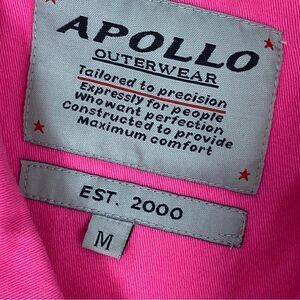 APOLLO
OUTERWEAR
Tailored to precision
Expressly for people
Who want perfection
Constructed to provide
Maximum comfort
EST. 2000
M